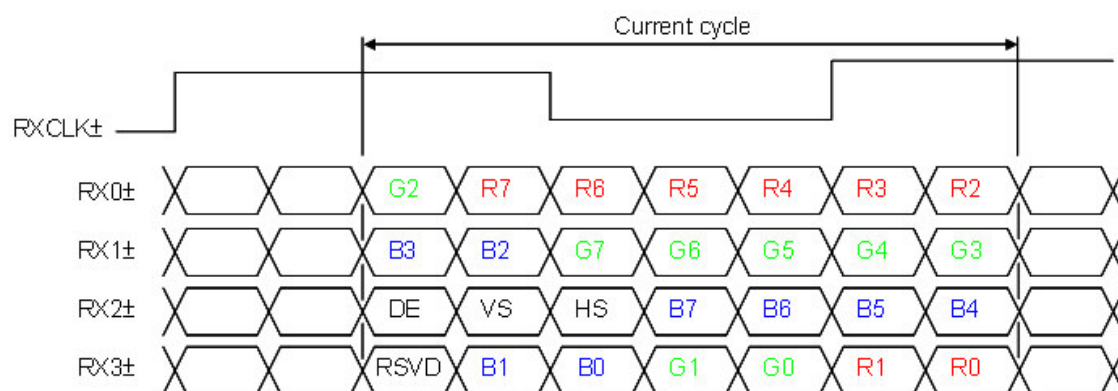 Current cycle
RXCLK±
RX0± G2 R7 R6 R5 R4 R3 R2
RX1± B3 B2 G7 G6 G5 G4 G3
RX2± DE VS HS B7 B6 B5 B4
RX3± RSVD B1 B0 G1 G0 R1 R0